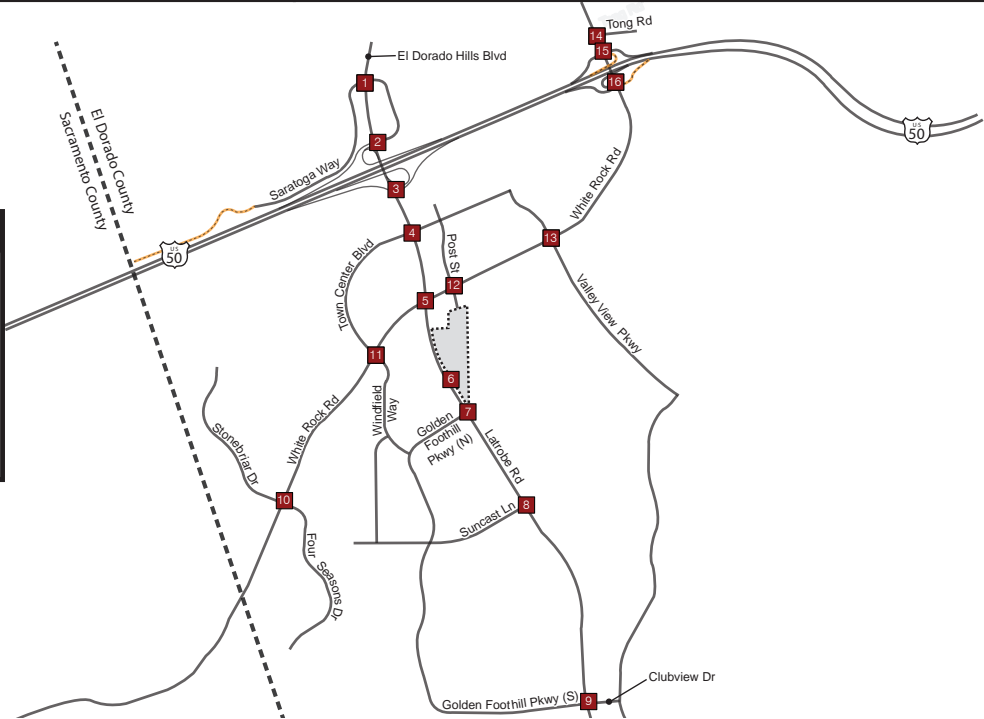 Tong Rd
14
15
El Dorado Hills Blvd
1
16
US
50
El Dorado County
Sacramento County
2
Saratoga Way
3
White Rock Rd
4
Post St
13
US
50
Town Center Blvd
12
5
Valley View Pkwy
11
6
Windfield
Way
7
Golden
Foothill
Pkwy (N)
White Rock Rd
Stonebriar Dr
Latrobe Rd
10
8
Suncast Ln
Four Seasons Dr
Clubview Dr
Golden Foothill Pkwy (S)
9